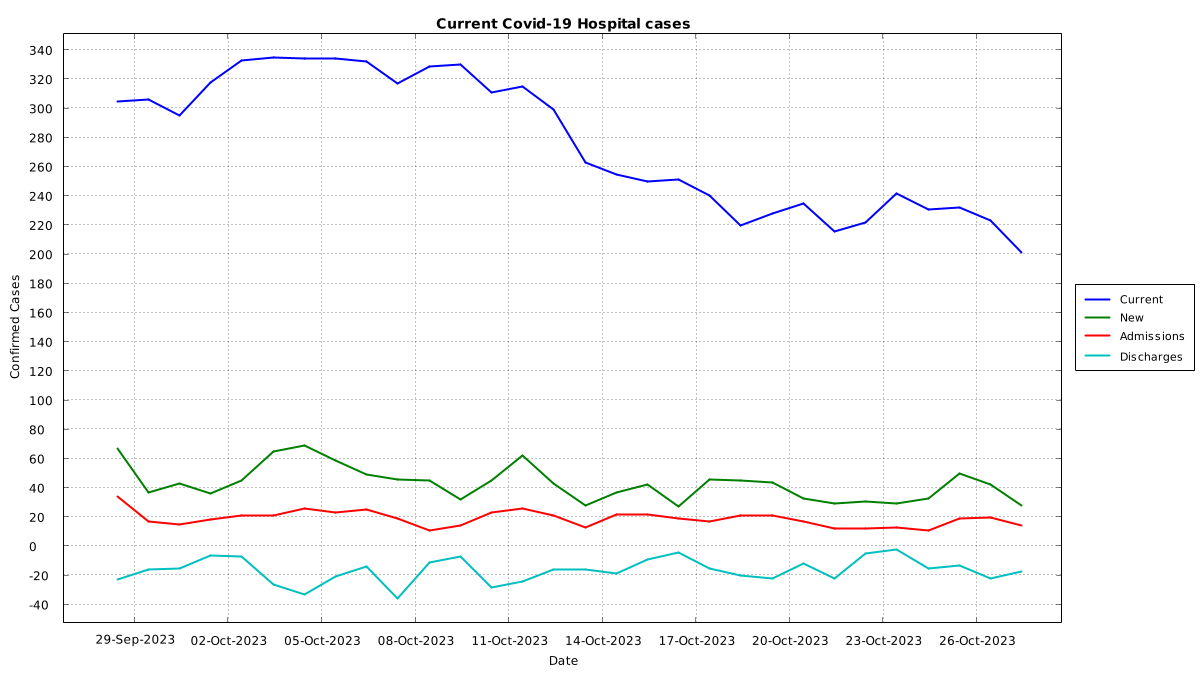 Current Covid-19 Hospital cases
340
320
300
280
260
240
220
200
180
160
140
120
100
80
60
40
20
0
-20
-40
Confirmed Cases
29-Sep-2023 02-Oct-2023 05-Oct-2023 08-Oct-2023 11-Oct-2023 14-Oct-2023 17-Oct-2023 20-Oct-2023 23-Oct-2023 26-Oct-2023
Date
Current
New
Admissions
Discharges